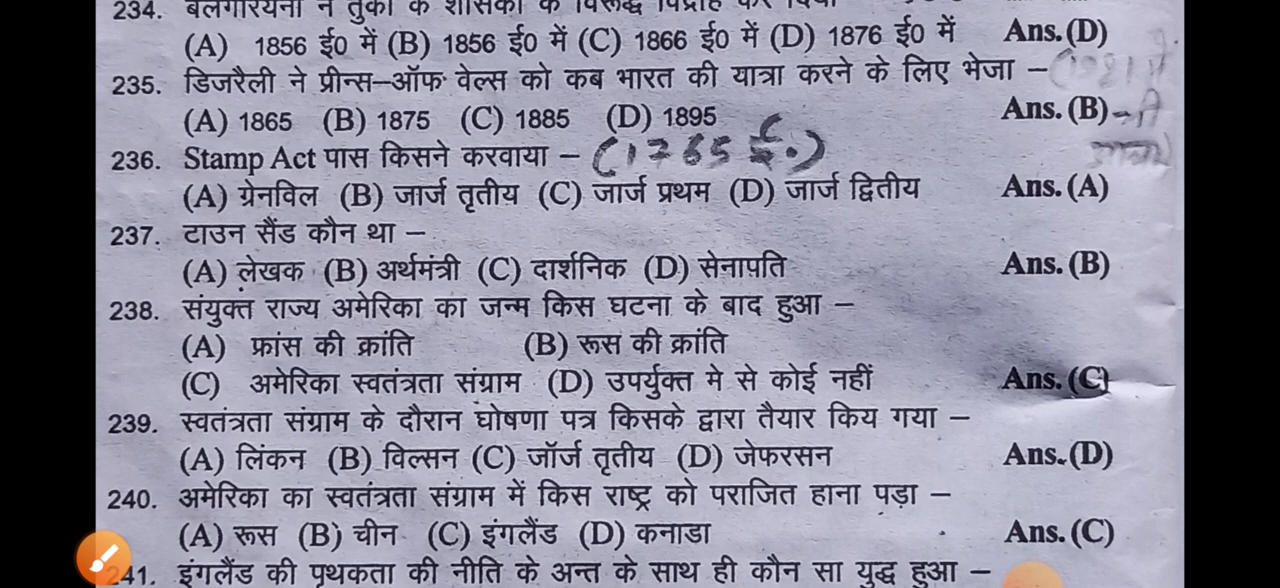 234. बलगारियनो ने तुर्की के शासको के विरूद्ध विद्रोह कर दिया
(A) 1856 ई0 में (B) 1856 ई0 में (C) 1866 ई0 में (D) 1876 ई0 में Ans. (D)
235. डिजरैली ने प्रीन्स–ऑफ वेल्स को कब भारत की यात्रा करने के लिए भेजा –
(A) 1865 (B) 1875 (C) 1885 (D) 1895 Ans. (B)
236. Stamp Act पास किसने करवाया – (1765 ई.)
(A) ग्रेनविल (B) जार्ज तृतीय (C) जार्ज प्रथम (D) जार्ज द्वितीय Ans. (A)
237. टाउन सैंड कौन था –
(A) लेखक (B) अर्थमंत्री (C) दार्शनिक (D) सेनापति Ans. (B)
238. संयुक्त राज्य अमेरिका का जन्म किस घटना के बाद हुआ –
(A) फ्रांस की क्रांति (B) रूस की क्रांति
(C) अमेरिका स्वतंत्रता संग्राम (D) उपर्युक्त मे से कोई नहीं Ans. (C)
239. स्वतंत्रता संग्राम के दौरान घोषणा पत्र किसके द्वारा तैयार किय गया –
(A) लिंकन (B) विल्सन (C) जॉर्ज तृतीय (D) जेफरसन Ans. (D)
240. अमेरिका का स्वतंत्रता संग्राम में किस राष्ट्र को पराजित हाना पड़ा –
(A) रूस (B) चीन (C) इंगलैंड (D) कनाडा Ans. (C)
241. इंगलैंड की पृथकता की नीति के अन्त के साथ ही कौन सा युद्ध हुआ –